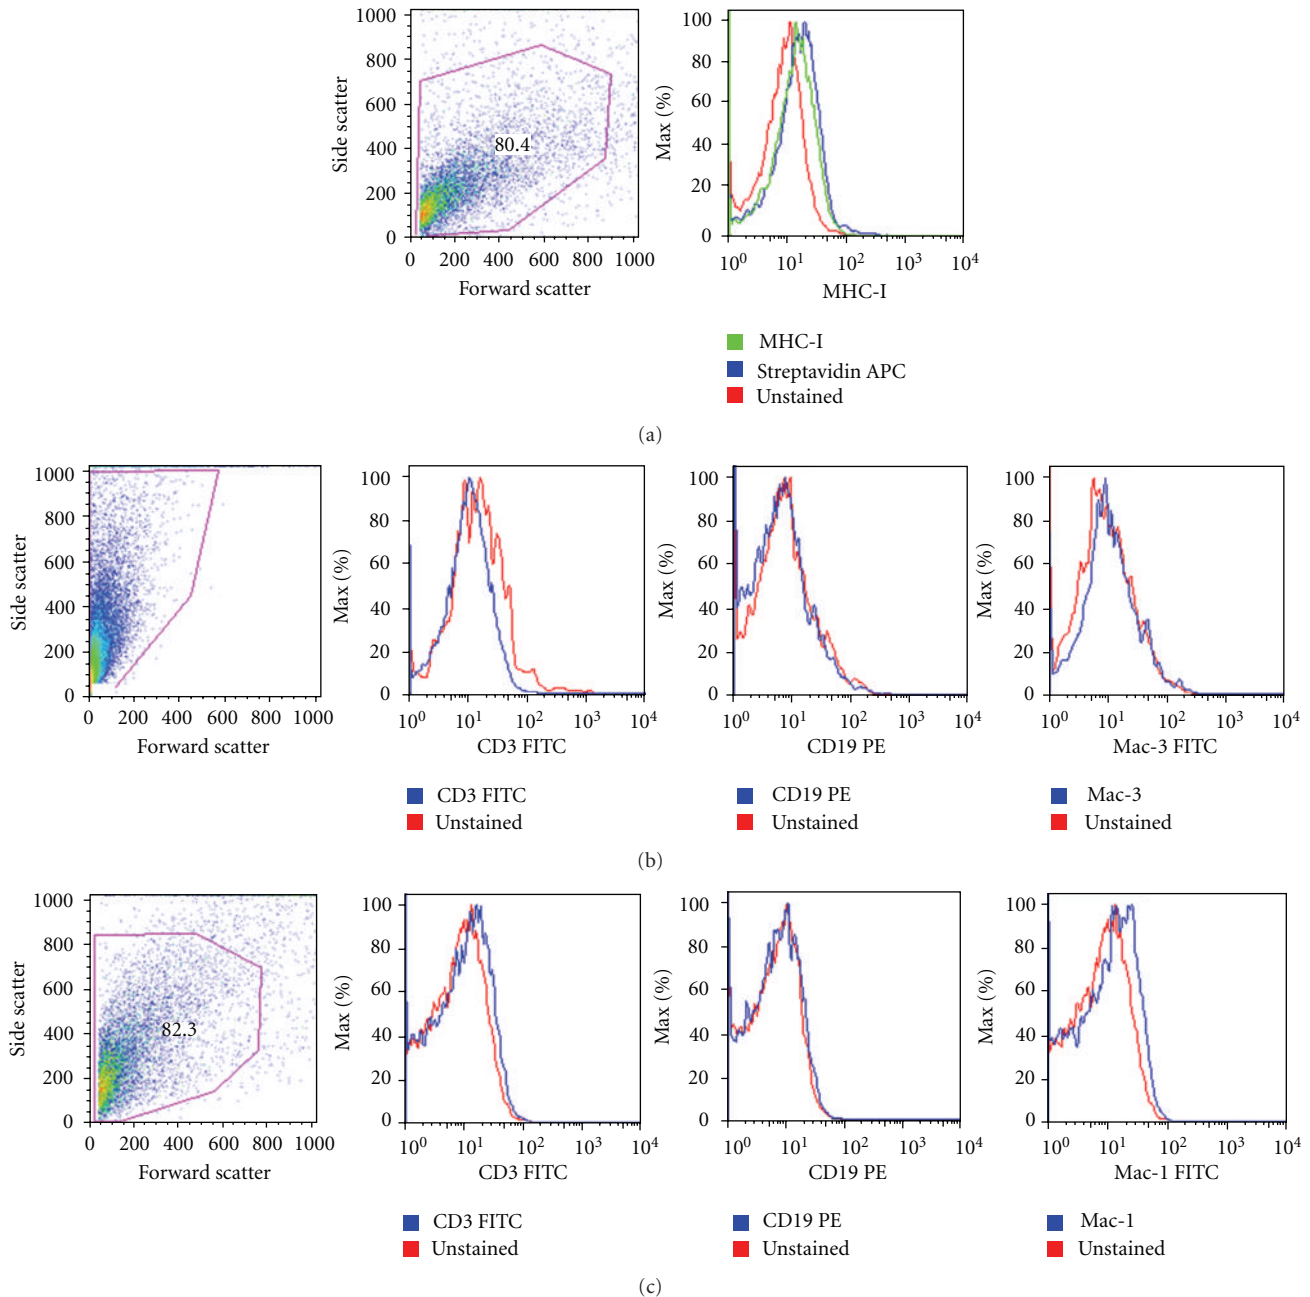 1000
800
600
400
200
0
Side scatter
80.4
0 200 400 600 800 1000
Forward scatter
100
80
60
40
20
0
Max (%)
10^0 10^1 10^2 10^3 10^4
MHC-I
MHC-I
Streptavidin APC
Unstained
(a)
1000
800
600
400
200
0
Side scatter
0 200 400 600 800 1000
Forward scatter
100
80
60
40
20
0
Max (%)
10^0 10^1 10^2 10^3 10^4
CD3 FITC
CD3 FITC
Unstained
100
80
60
40
20
0
Max (%)
10^0 10^1 10^2 10^3 10^4
CD19 PE
CD19 PE
Unstained
100
80
60
40
20
0
Max (%)
10^0 10^1 10^2 10^3 10^4
Mac-3 FITC
Mac-3
Unstained
(b)
1000
800
600
400
200
0
Side scatter
82.3
0 200 400 600 800 1000
Forward scatter
100
80
60
40
20
0
Max (%)
10^0 10^1 10^2 10^3 10^4
CD3 FITC
CD3 FITC
Unstained
100
80
60
40
20
0
Max (%)
10^0 10^1 10^2 10^3 10^4
CD19 PE
CD19 PE
Unstained
100
80
60
40
20
0
Max (%)
10^0 10^1 10^2 10^3 10^4
Mac-1 FITC
Mac-1
Unstained
(c)